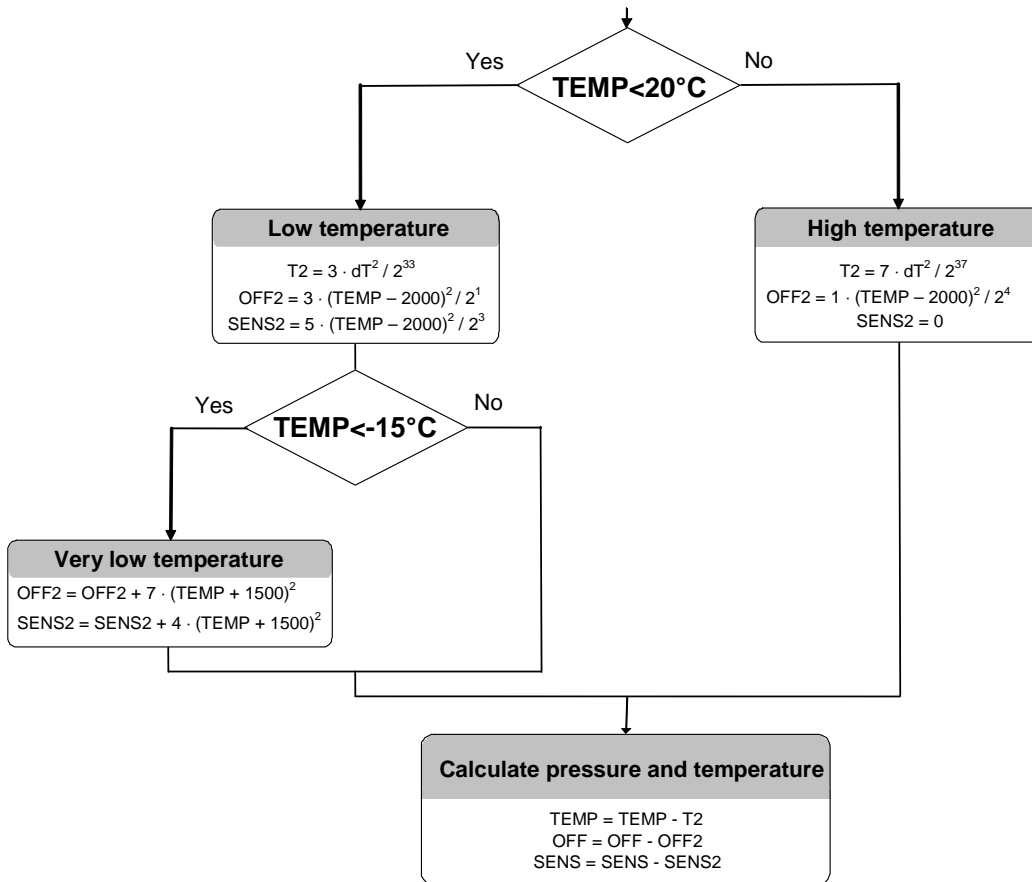 Yes
TEMP<20°C
No
Low temperature
T2 = 3 · dT² / 2³³
OFF2 = 3 · (TEMP – 2000)² / 2¹
SENS2 = 5 · (TEMP – 2000)² / 2³
High temperature
T2 = 7 · dT² / 2³⁷
OFF2 = 1 · (TEMP – 2000)² / 2⁴
SENS2 = 0
Yes
TEMP<-15°C
No
Very low temperature
OFF2 = OFF2 + 7 · (TEMP + 1500)²
SENS2 = SENS2 + 4 · (TEMP + 1500)²
Calculate pressure and temperature
TEMP = TEMP - T2
OFF = OFF - OFF2
SENS = SENS - SENS2